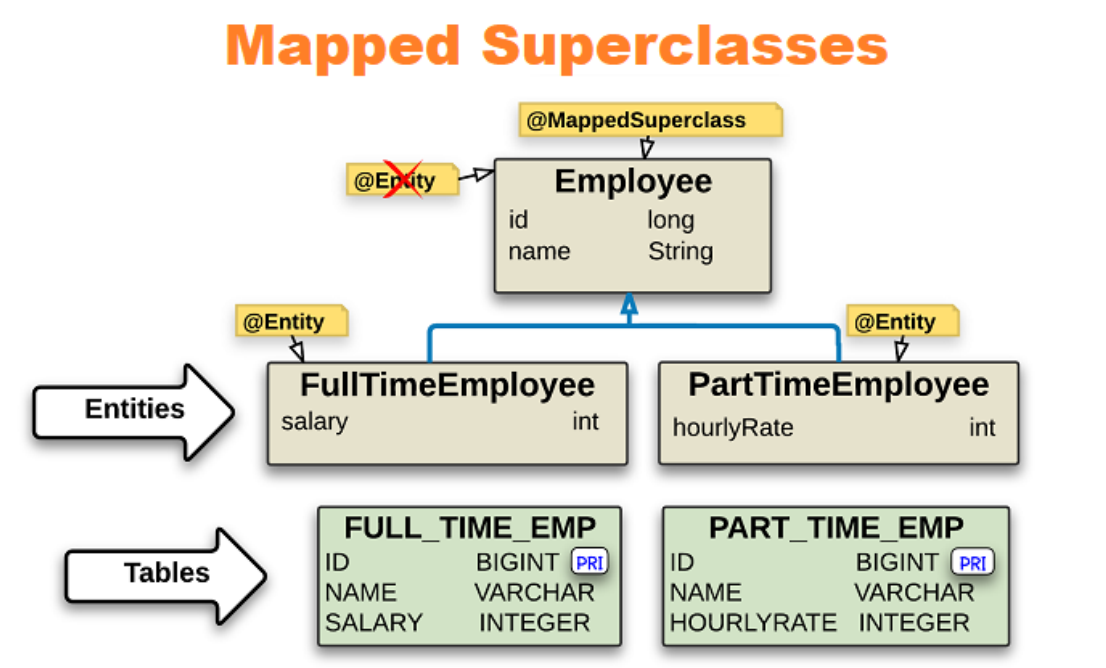 Mapped Superclasses
@MappedSuperclass
@Entity
Employee
id long
name String
@Entity
@Entity
Entities
FullTimeEmployee
salary int
PartTimeEmployee
hourlyRate int
Tables
FULL_TIME_EMP
ID BIGINT PRI
NAME VARCHAR
SALARY INTEGER
PART_TIME_EMP
ID BIGINT PRI
NAME VARCHAR
HOURLYRATE INTEGER